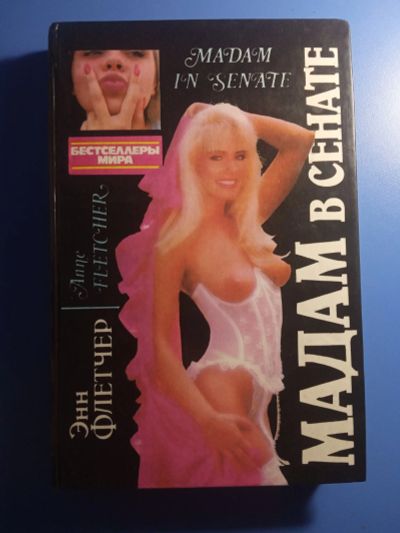 MADAM
IN SENATE
БЕСТСЕЛЛЕРЫ
МИРА
Anne
FLETCHER
ЭНН
ФЛЕТЧЕР
МАДАМ В СЕНАТЕ